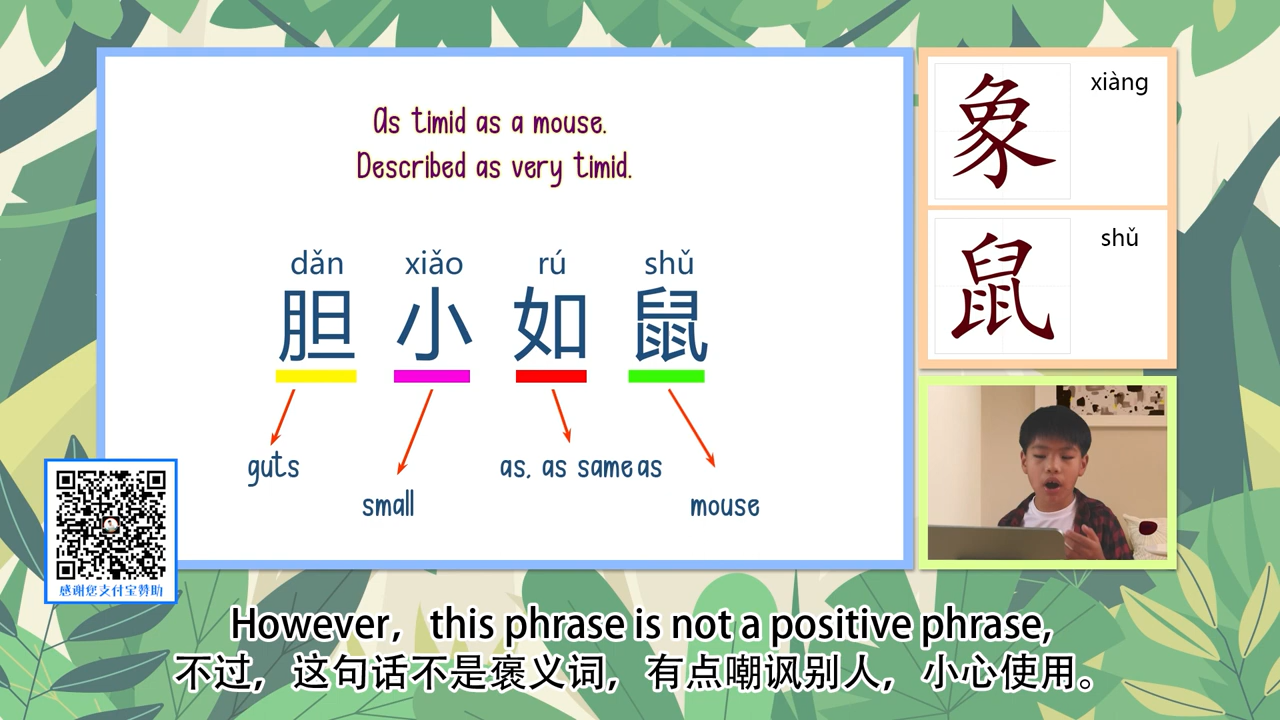 As timid as a mouse.
Described as very timid.
dǎn xiǎo rú shǔ
胆小如鼠
guts
small
as, as same as
mouse
xiàng
象
shǔ
鼠
感谢您支付宝赞助
However, this phrase is not a positive phrase,
不过，这句话不是褒义词，有点嘲讽别人，小心使用。